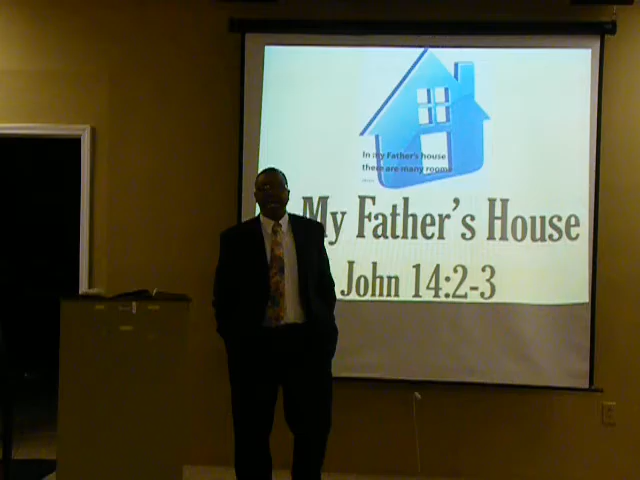 In my Father's house
there are many rooms
My Father's House
John 14:2-3